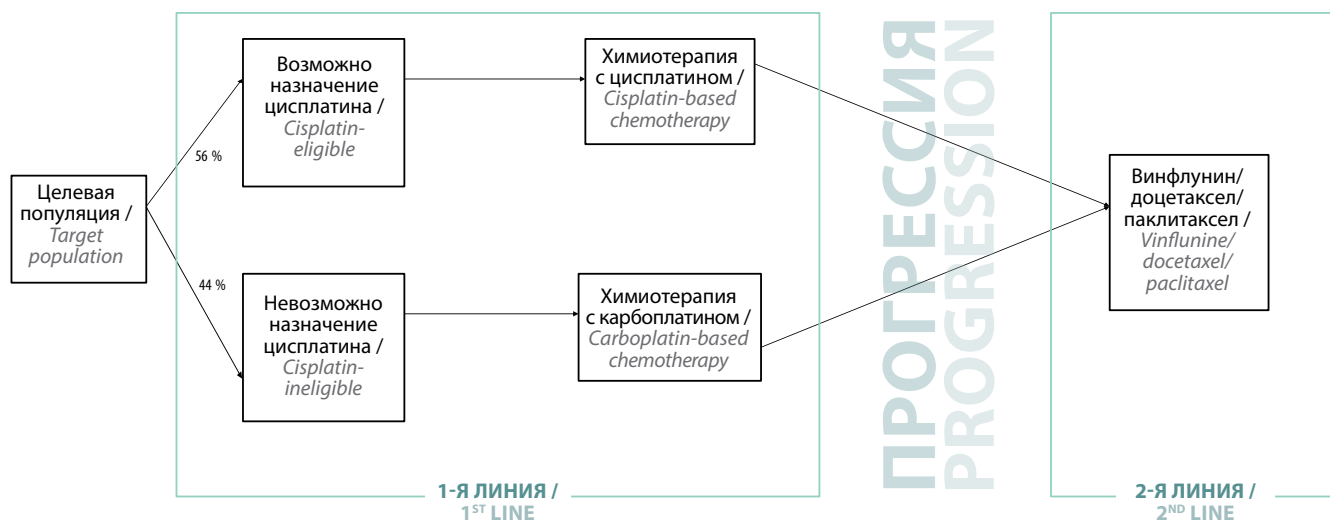 Целевая
популяция /
Target
population
56 %
44 %
Возможно
назначение
цисплатина /
Cisplatin-
eligible
Химиотерапия
с цисплатином /
Cisplatin-based
chemotherapy
Невозможно
назначение
цисплатина /
Cisplatin-
ineligible
Химиотерапия
с карбоплатином /
Carboplatin-based
chemotherapy
1-Я ЛИНИЯ /
1ST LINE
ПРОГРЕССИЯ
PROGRESSION
Винфлунин/
доцетаксел/
паклитаксел /
Vinflunine/
docetaxel/
paclitaxel
2-Я ЛИНИЯ /
2ND LINE